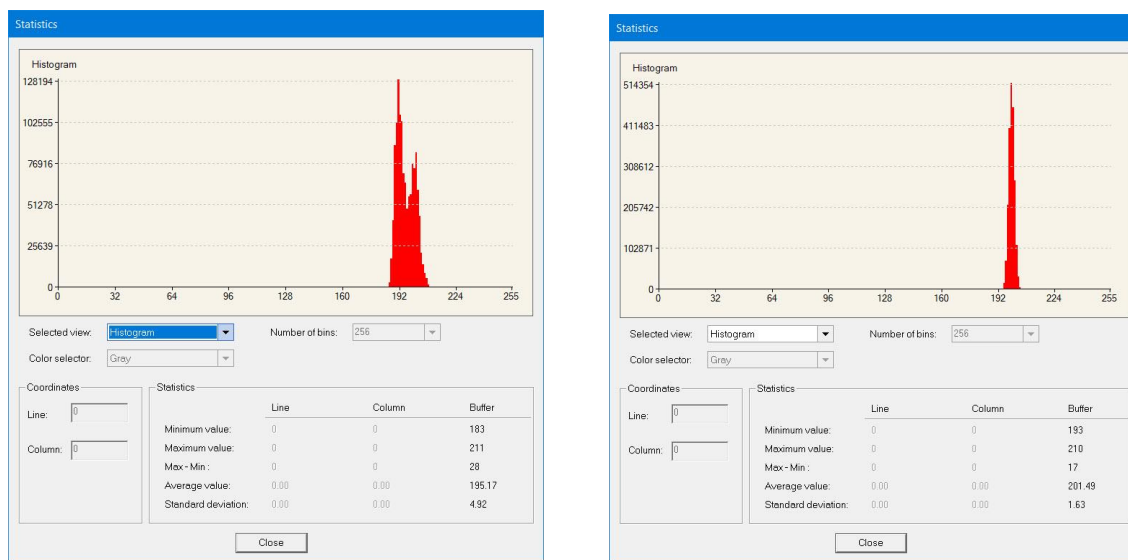 Statistics
Histogram
128194
102555
76916
51278
25639
0
0 32 64 96 128 160 192 224 255
Selected view: Histogram Number of bins: 256
Color selector: Gray
Coordinates
Line: 0
Column: 0
Statistics
Line Column Buffer
Minimum value: 0 0 183
Maximum value: 0 0 211
Max - Min : 0 0 28
Average value: 0.00 0.00 195.17
Standard deviation: 0.00 0.00 4.92
Close
Statistics
Histogram
514354
411483
308612
205742
102871
0
0 32 64 96 128 160 192 224 255
Selected view: Histogram Number of bins: 256
Color selector: Gray
Coordinates
Line: 0
Column: 0
Statistics
Line Column Buffer
Minimum value: 0 0 193
Maximum value: 0 0 210
Max - Min : 0 0 17
Average value: 0.00 0.00 201.49
Standard deviation: 0.00 0.00 1.63
Close